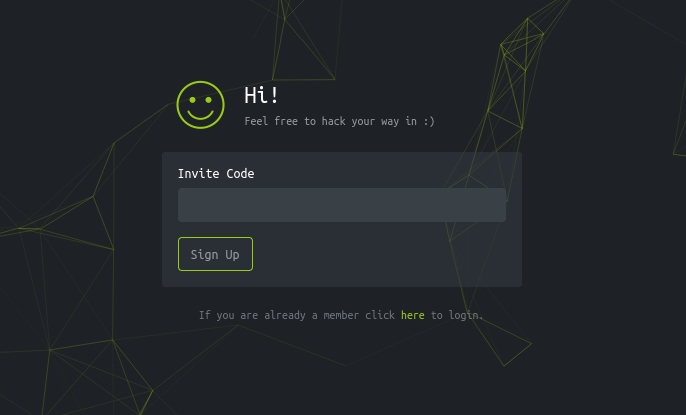 Hi!
Feel free to hack your way in :)
Invite Code
Sign Up
If you are already a member click here to login.